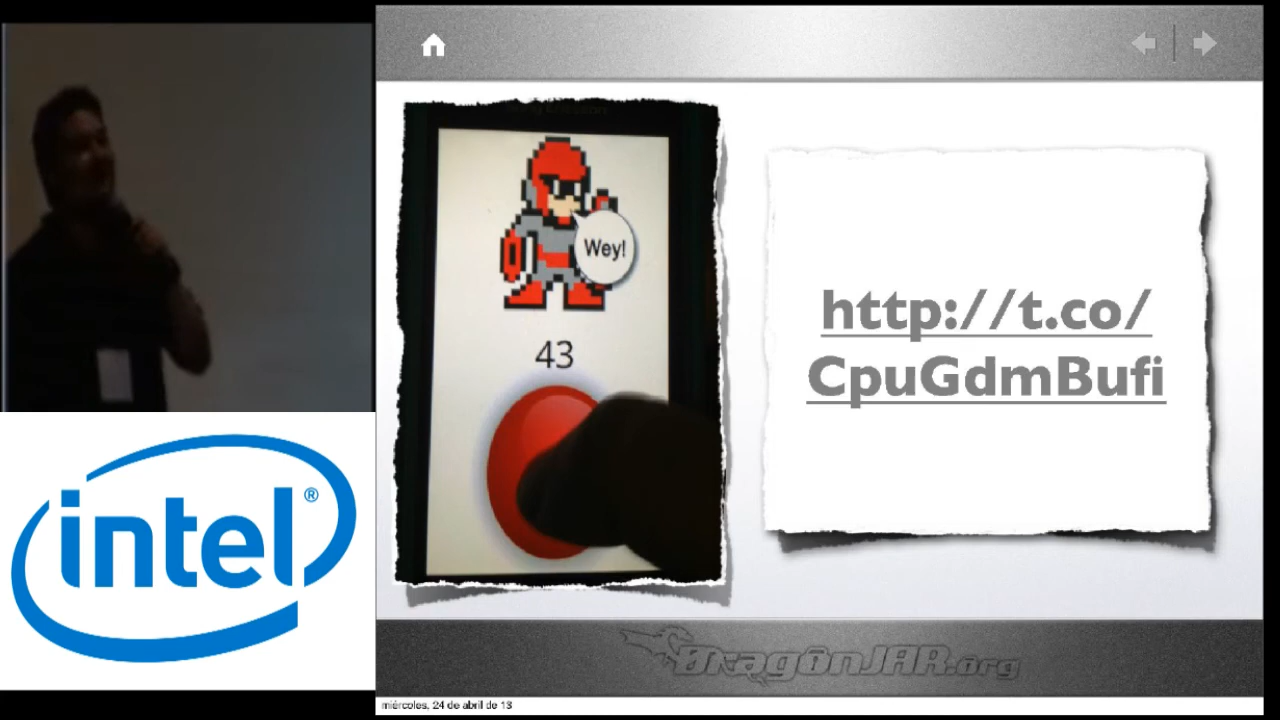 Wey!
43
http://t.co/
CpuGdmBufi
intel®
DRagonJAR.org
miércoles, 24 de abril de 13